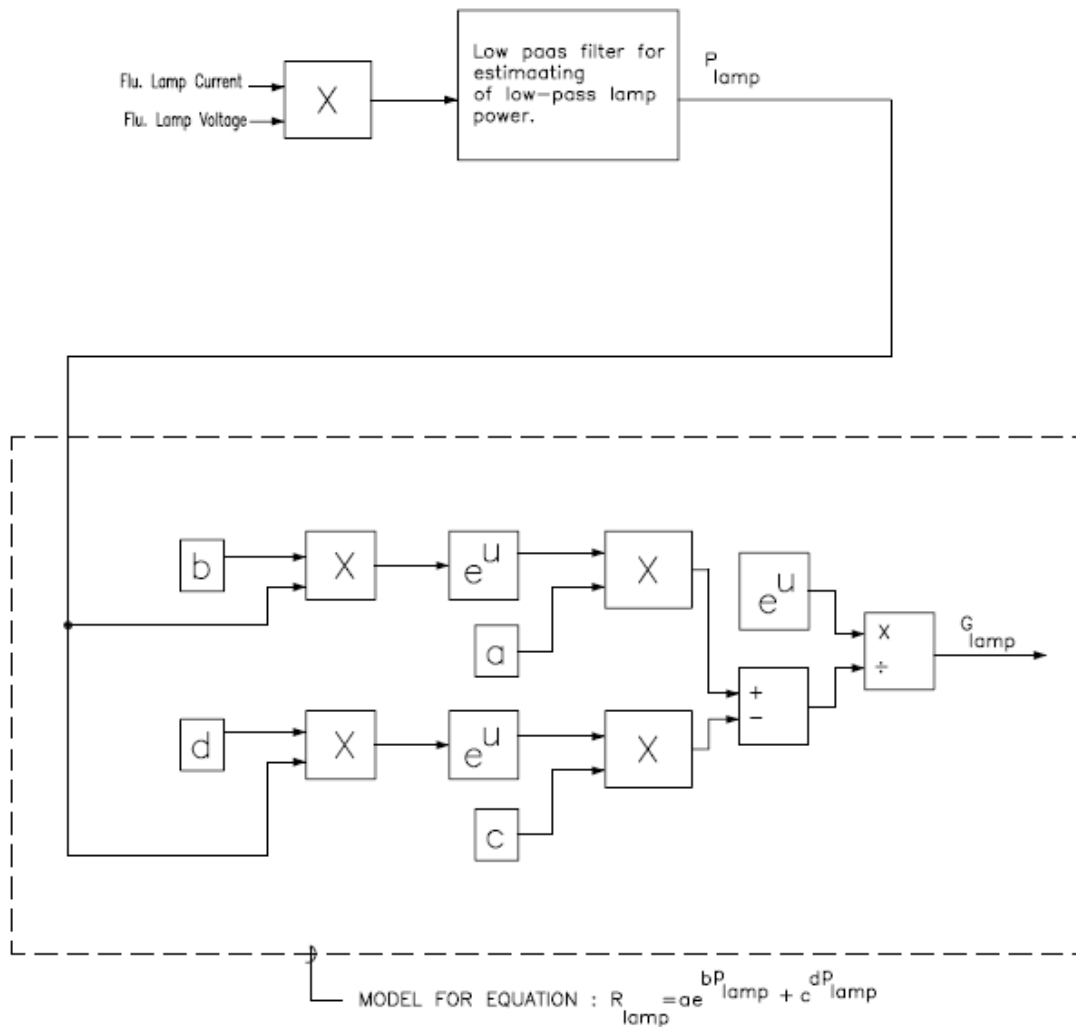 Flu. Lamp Current
Flu. Lamp Voltage
X
Low paas filter for
estimaating
of low-pass lamp
power.
P lamp
b
X
e^u
a
X
e^u
X
÷
G lamp
+
-
d
X
e^u
c
X
MODEL FOR EQUATION : R lamp =ae^bP lamp + c^dP lamp